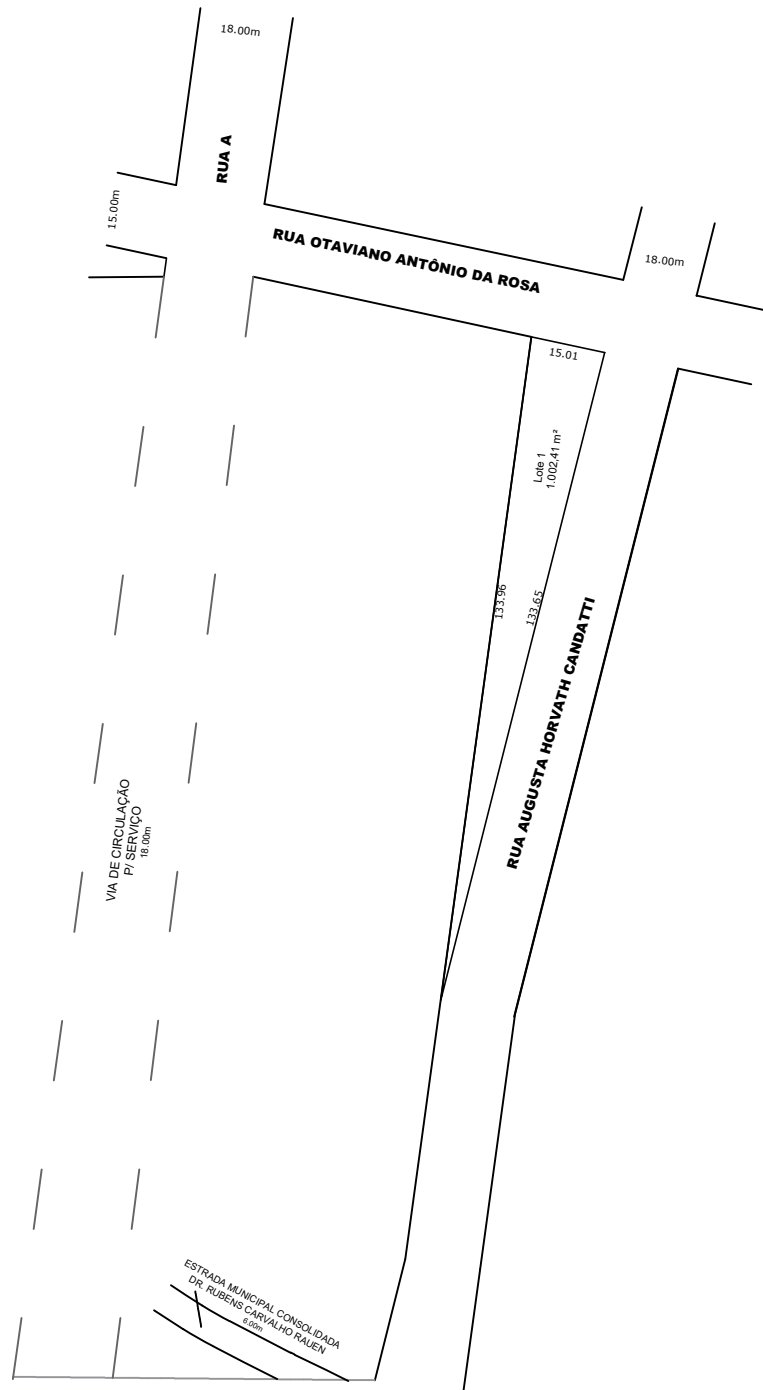 18.00m
RUA A
15.00m
RUA OTAVIANO ANTÔNIO DA ROSA
18.00m
15.01
Lote 1
1.002,41 m²
133.96
133.65
RUA AUGUSTA HORVATH CANDATTI
VIA DE CIRCULAÇÃO
P/ SERVIÇO
18.00m
ESTRADA MUNICIPAL CONSOLIDADA
DR. RUBENS CARVALHO RAUEN
6.00m